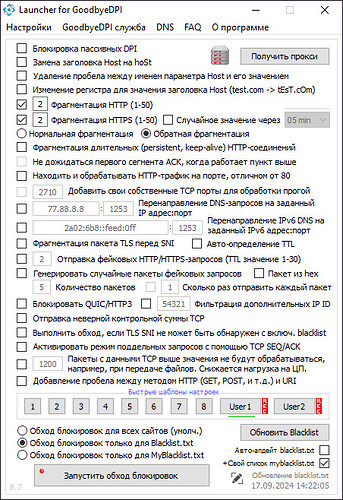 Launcher for GoodbyeDPI
Настройки GoodbyeDPI служба DNS FAQ О программе
Блокировка пассивных DPI
Замена заголовка Host на hoSt
Получить прокси
Удаление пробела между именем параметра Host и его значением
Изменение регистра для значения заголовка Host (test.com -> tEsT.cOm)
2 Фрагментация HTTP (1-50)
2 Фрагментация HTTPS (1-50) Случайное значение через 05 min
Нормальная фрагментация Обратная фрагментация
Фрагментация длительных (persistent, keep-alive) HTTP-соединений
Не дожидаться первого сегмента ACK, когда работает пункт выше
Находить и обрабатывать HTTP-трафик на порте, отличном от 80
2710 Добавить свои собственные TCP порты для обработки прогой
77.88.8.8 : 1253 Перенаправление DNS-запросов на заданный IP адрес:порт
2a02:6b8::feed:0ff : 1253 Перенаправление IPv6 DNS на заданный IPv6 адрес:порт
Фрагментация пакета TLS перед SNI Авто-определение TTL
2 Отправка фейковых HTTP/HTTPS-запросов (TTL значение 1-30)
Генерировать случайные пакеты фейковых запросов Пакет из hex
5 Количество пакетов 1 Сколько раз отправить каждый пакет
Блокировать QUIC/HTTP3 54321 Фильтрация дополнительных IP ID
Отправка неверной контрольной суммы TCP
Выполнить обход, если TLS SNI не может быть обнаружен с включ. blacklist
Активировать режим поддельных запросов с помощью TCP SEQ/ACK
1200 Пакеты с данными TCP выше значения не будут обрабатываться, например, при передаче файлов. Снижается нагрузка на ЦП.
Добавление пробела между методом HTTP (GET, POST, и т.д.) и URI
Быстрые шаблоны настроек
1 2 3 4 5 6 7 8 User1 REC User2 REC
Обход блокировок для всех сайтов (умолч.)
Обход блокировок только для Blacklist.txt
Обход блокировок только для MyBlacklist.txt
Обновить Blacklist
Авто-апдейт blacklist.txt
+Свой список myblacklist.txt
8.7
Запустить обход блокировок
Обновление blacklist.txt
17.09.2024 14:22:05